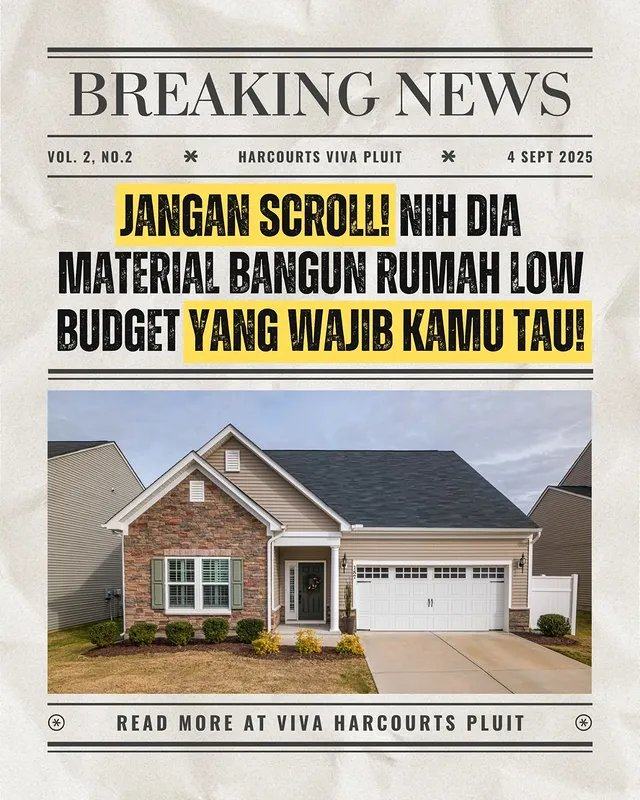 BREAKING NEWS
VOL. 2, NO.2 * HARCOURTS VIVA PLUIT * 4 SEPT 2025
JANGAN SCROLL! NIH DIA
MATERIAL BANGUN RUMAH LOW
BUDGET YANG WAJIB KAMU TAU!
READ MORE AT VIVA HARCOURTS PLUIT